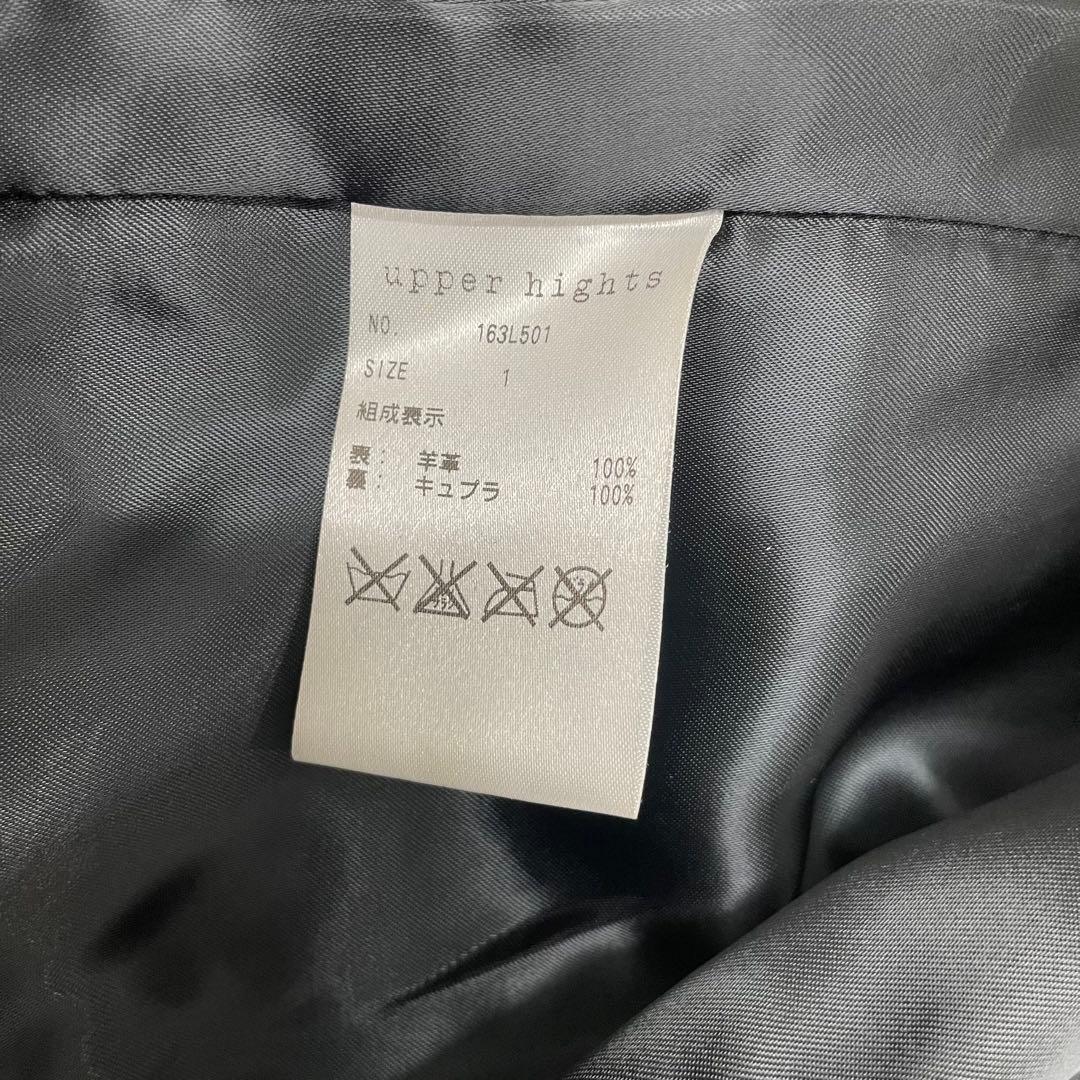 upper hights
NO. 163L501
SIZE 1
組成表示
表: 羊革 100%
裏: キュプラ 100%